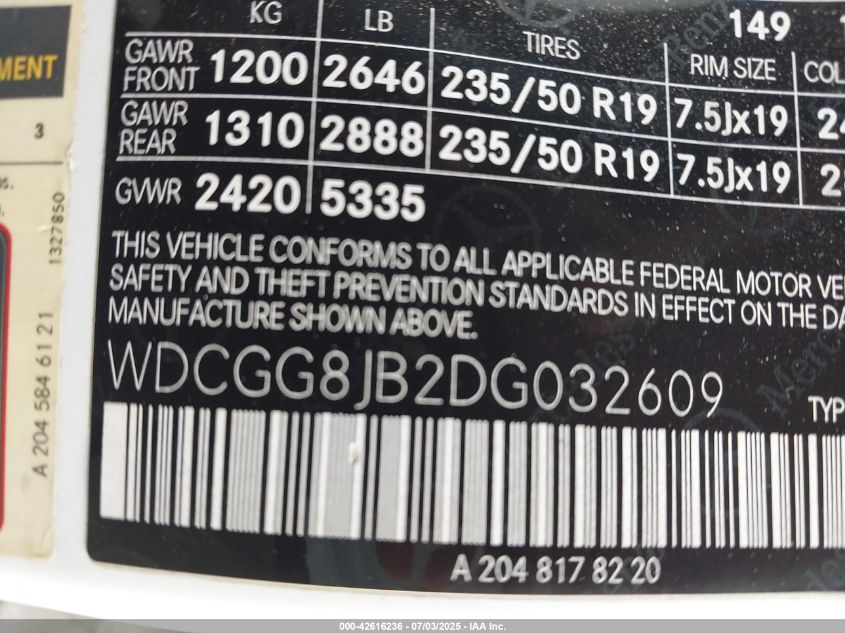 KG LB TIRES 149
RIM SIZE
GAWR FRONT 1200 2646 235/50 R19 7.5Jx19
GAWR REAR 1310 2888 235/50 R19 7.5Jx19
GVWR 2420 5335
THIS VEHICLE CONFORMS TO ALL APPLICABLE FEDERAL MOTOR
SAFETY AND THEFT PREVENTION STANDARDS IN EFFECT ON THE
MANUFACTURE SHOWN ABOVE.
WDCGG8JB2DG032609
TYP
A 204 817 82 20
MENT
3
1327850
A 204 584 61 21
000-42616236 - 07/03/2025 - © IAA Holdings, LLC